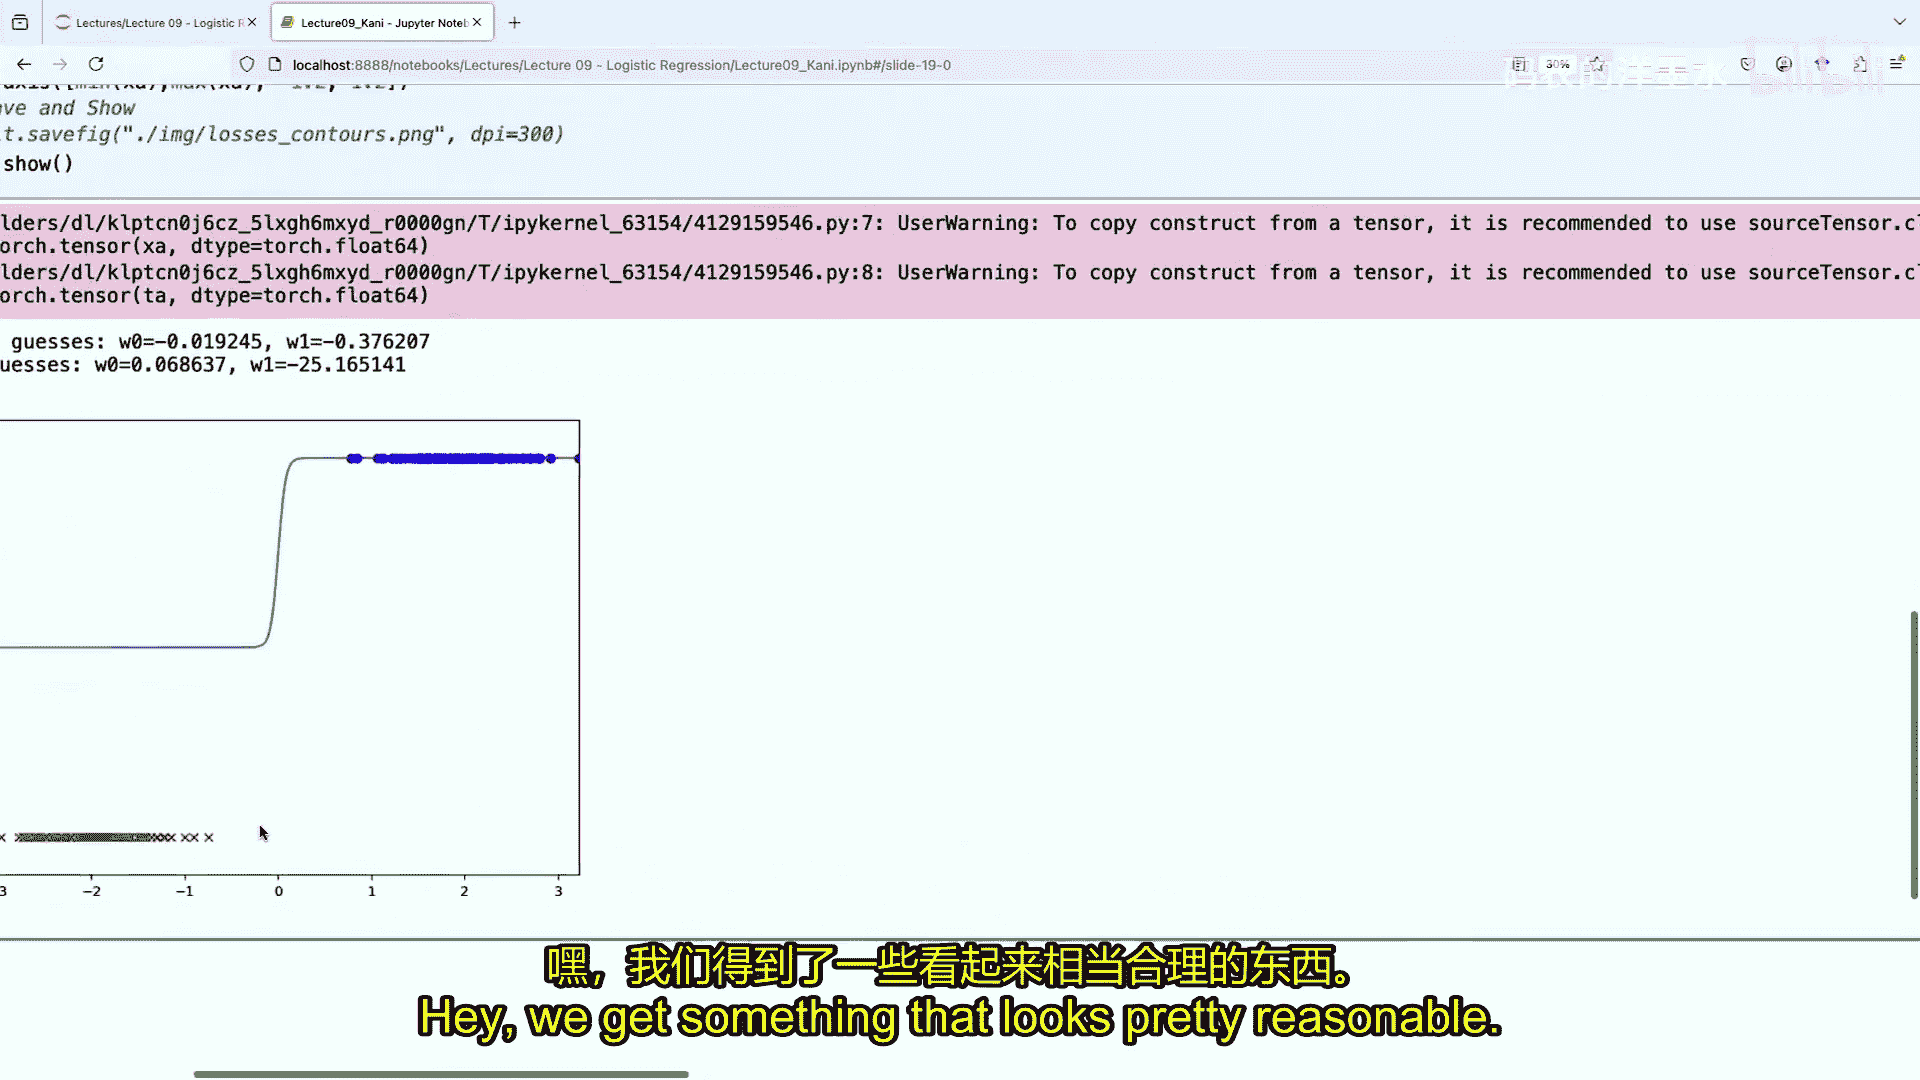 Lectures/Lecture 09 - Logistic R
Lecture09_Kani - Jupyter Noteb
localhost:8888/notebooks/Lectures/Lecture 09 - Logistic Regression/Lecture09_Kani.ipynb#/slide-19-0
30%
ave and Show
t.savefig("./img/losses_contours.png", dpi=300)
show()
lders/dl/klptcn0j6cz_5lxgh6mxyd_r0000gn/T/ipykernel_63154/4129159546.py:7: UserWarning: To copy construct from a tensor, it is recommended to use sourceTensor.cl
orch.tensor(xa, dtype=torch.float64)
lders/dl/klptcn0j6cz_5lxgh6mxyd_r0000gn/T/ipykernel_63154/4129159546.py:8: UserWarning: To copy construct from a tensor, it is recommended to use sourceTensor.cl
orch.tensor(ta, dtype=torch.float64)
guesses: w0=-0.019245, w1=-0.376207
uesses: w0=0.068637, w1=-25.165141
3 −2 −1 0 1 2 3
嘿，我们得到了一些看起来相当合理的东西。
Hey, we get something that looks pretty reasonable.